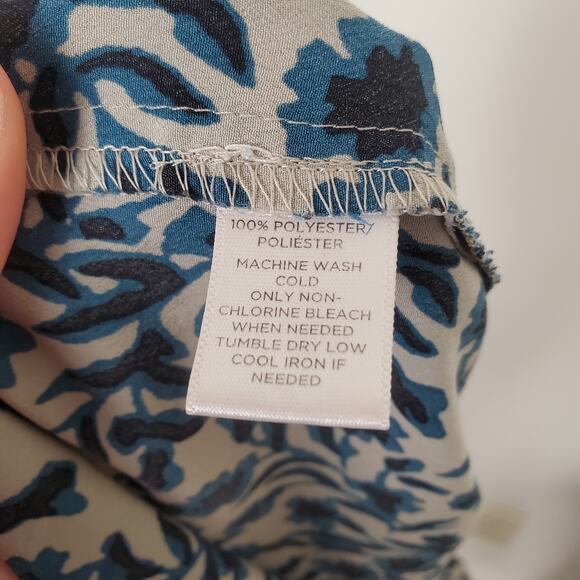 100% POLYESTER/
POLIÉSTER
MACHINE WASH
COLD
ONLY NON-
CHLORINE BLEACH
WHEN NEEDED
TUMBLE DRY LOW
COOL IRON IF
NEEDED